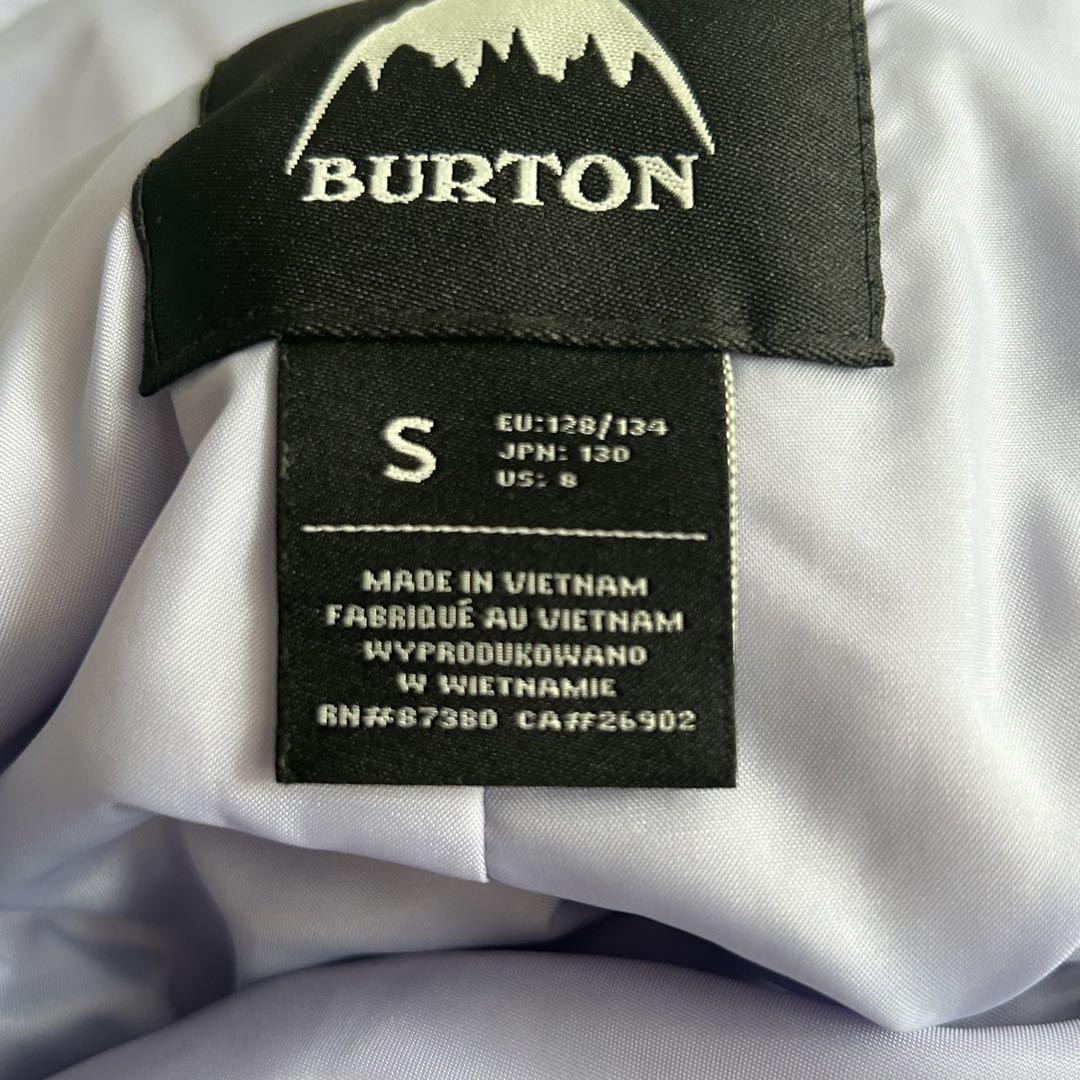 BURTON
S
EU:128/134
JPN: 130
US: 8
MADE IN VIETNAM
FABRIQUÉ AU VIETNAM
WYPRODUKOWANO
W WIETNAMIE
RN#87380 CA#26902